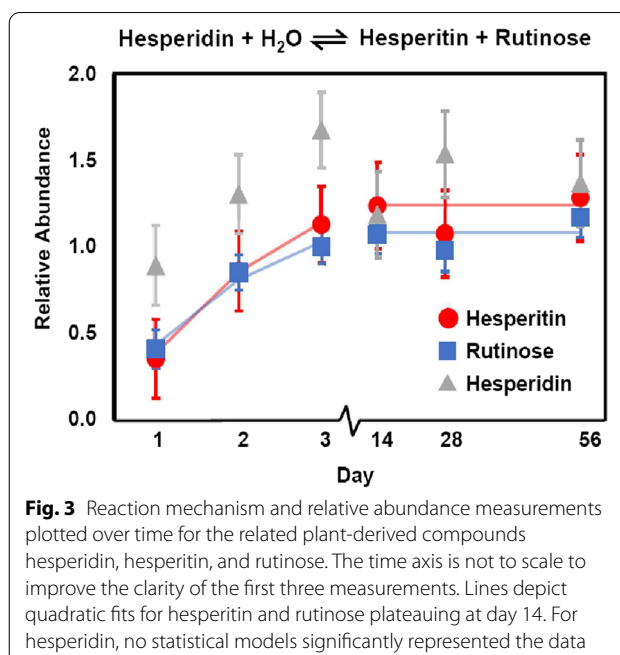 Hesperidin + H₂O ⇌ Hesperitin + Rutinose
2.0
1.5
1.0
0.5
0.0
Relative Abundance
Hesperitin
Rutinose
Hesperidin
1 2 3 14 28 56
Day
Fig. 3 Reaction mechanism and relative abundance measurements
plotted over time for the related plant-derived compounds
hesperidin, hesperitin, and rutinose. The time axis is not to scale to
improve the clarity of the first three measurements. Lines depict
quadratic fits for hesperitin and rutinose plateauing at day 14. For
hesperidin, no statistical models significantly represented the data